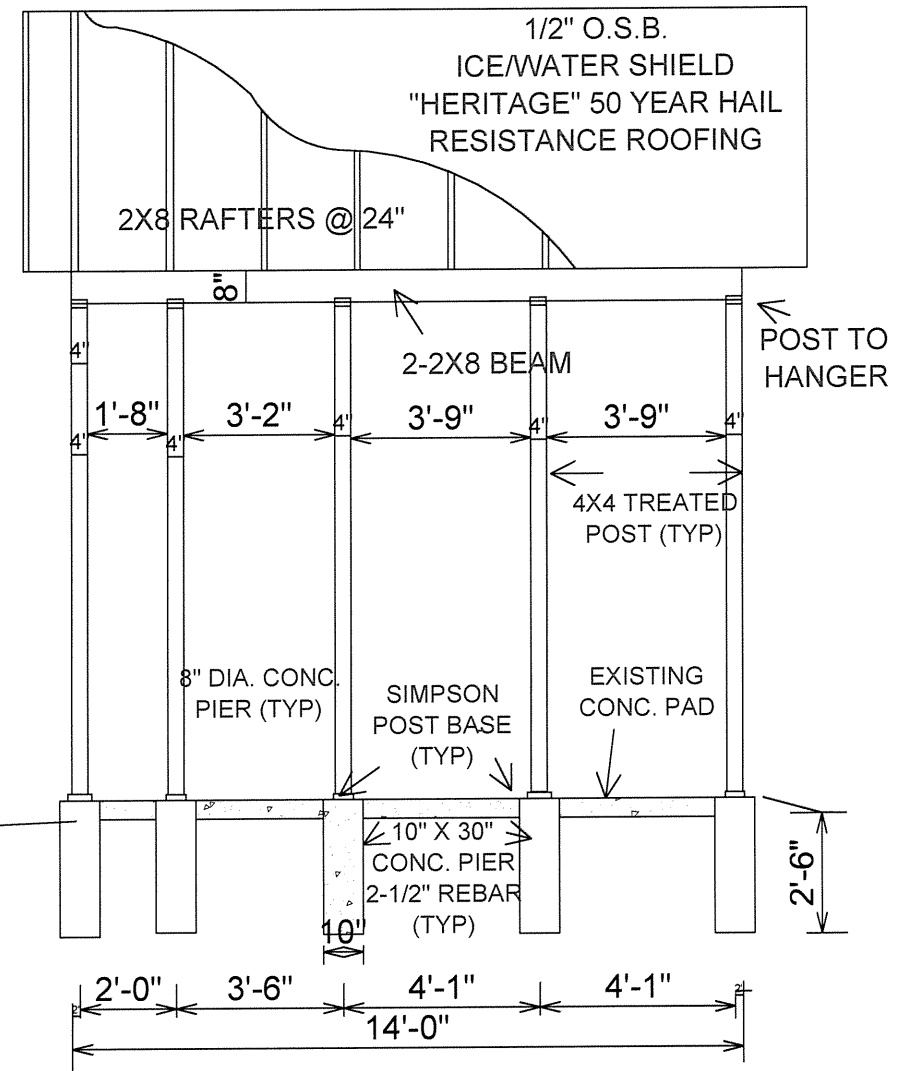 1/2" O.S.B.
ICE/WATER SHIELD
"HERITAGE" 50 YEAR HAIL
RESISTANCE ROOFING
2X8 RAFTERS @ 24"
8"
POST TO
HANGER
2-2X8 BEAM
4"
1'-8"
3'-2"
3'-9"
3'-9"
4"
4"
4"
4"
4"
4X4 TREATED
POST (TYP)
8" DIA. CONC.
PIER (TYP)
SIMPSON
POST BASE
(TYP)
EXISTING
CONC. PAD
10" X 30"
CONC. PIER
2-1/2" REBAR
(TYP)
2'-6"
10"
2'-0"
3'-6"
4'-1"
4'-1"
2"
2"
14'-0"